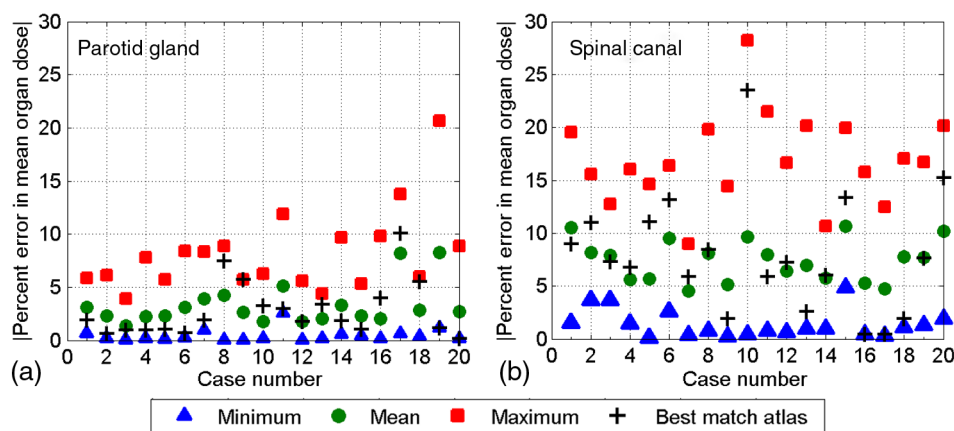 |Percent error in mean organ dose|
30
25
20
15
10
5
0
Parotid gland
0 2 4 6 8 10 12 14 16 18 20
Case number
(a)
|Percent error in mean organ dose|
30
25
20
15
10
5
0
Spinal canal
0 2 4 6 8 10 12 14 16 18 20
Case number
(b)
Minimum Mean Maximum Best match atlas